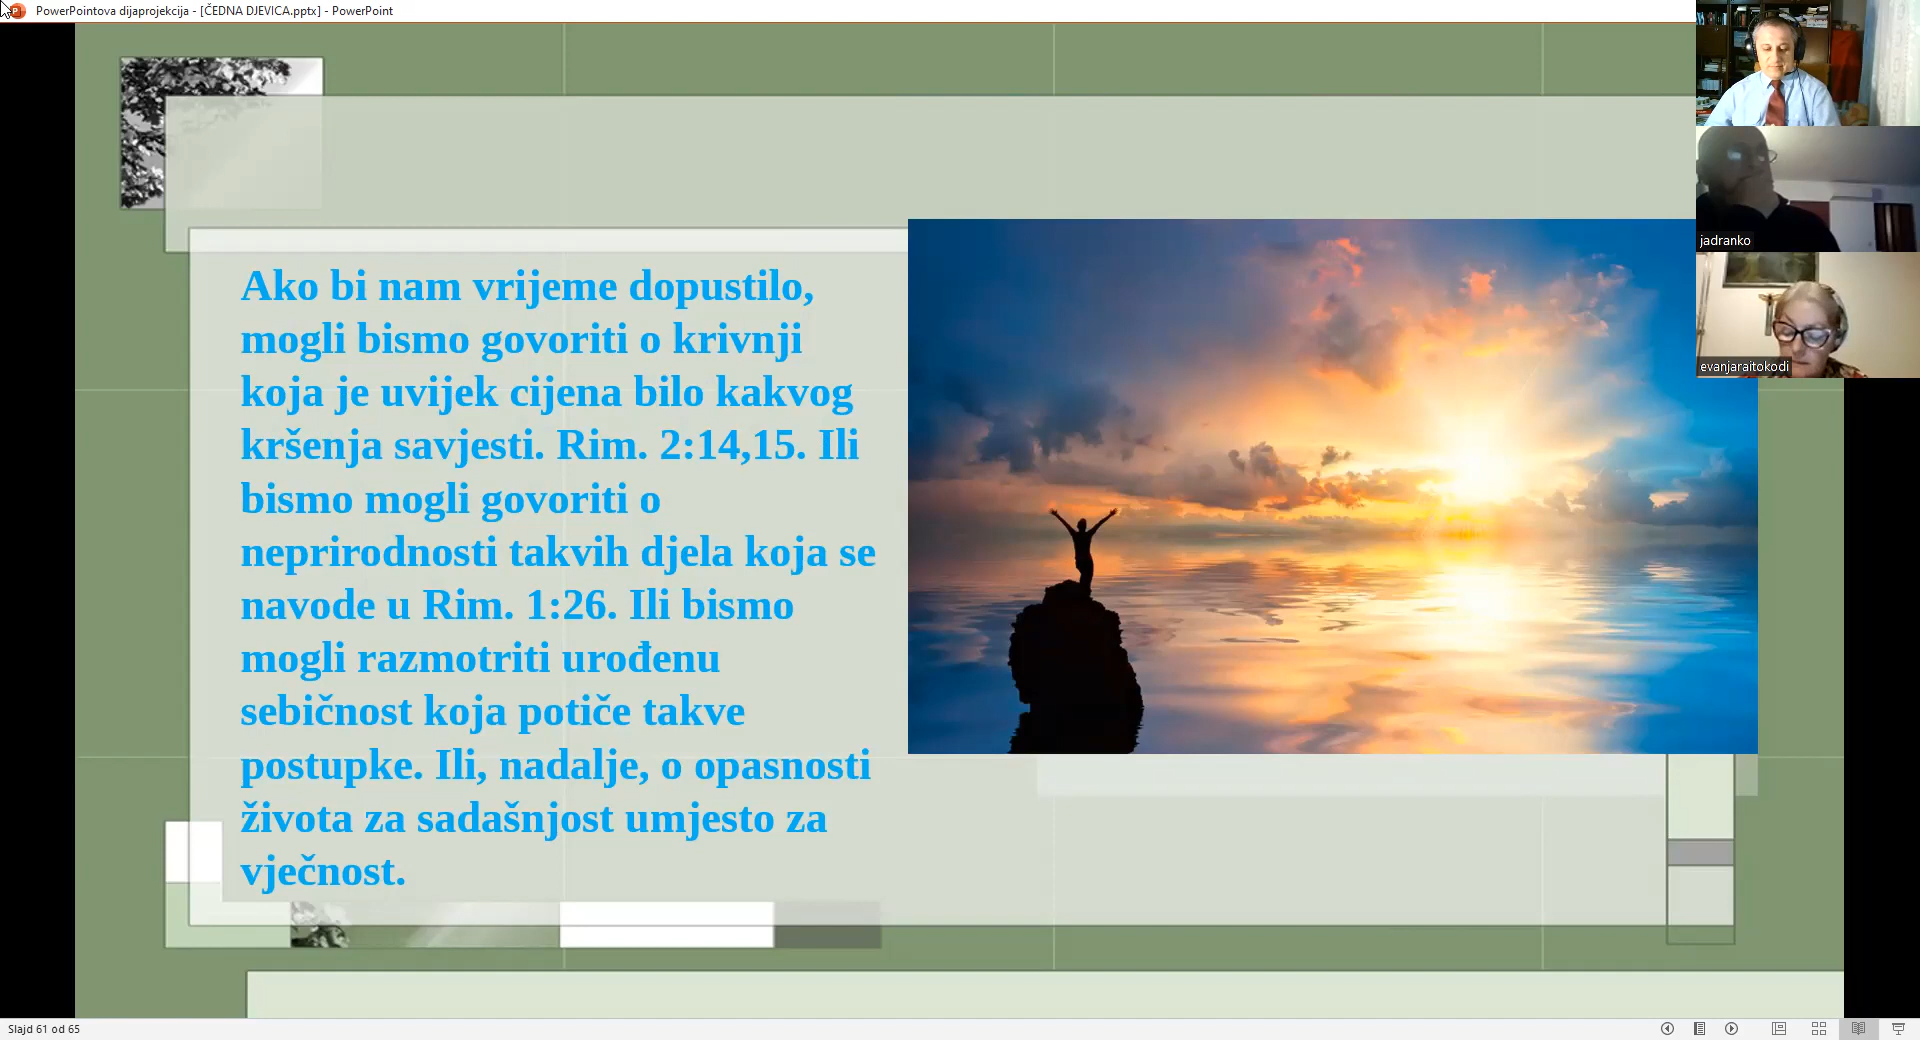 PowerPointova dijaprojekcija - [ČEDNA DJEVICA.pptx] - PowerPoint
jadranko
evanjaraitokodi
Ako bi nam vrijeme dopustilo,
mogli bismo govoriti o krivnji
koja je uvijek cijena bilo kakvog
kršenja savjesti. Rim. 2:14,15. Ili
bismo mogli govoriti o
neprirodnosti takvih djela koja se
navode u Rim. 1:26. Ili bismo
mogli razmotriti urođenu
sebičnost koja potiče takve
postupke. Ili, nadalje, o opasnosti
života za sadašnjost umjesto za
vječnost.
Slajd 61 od 65